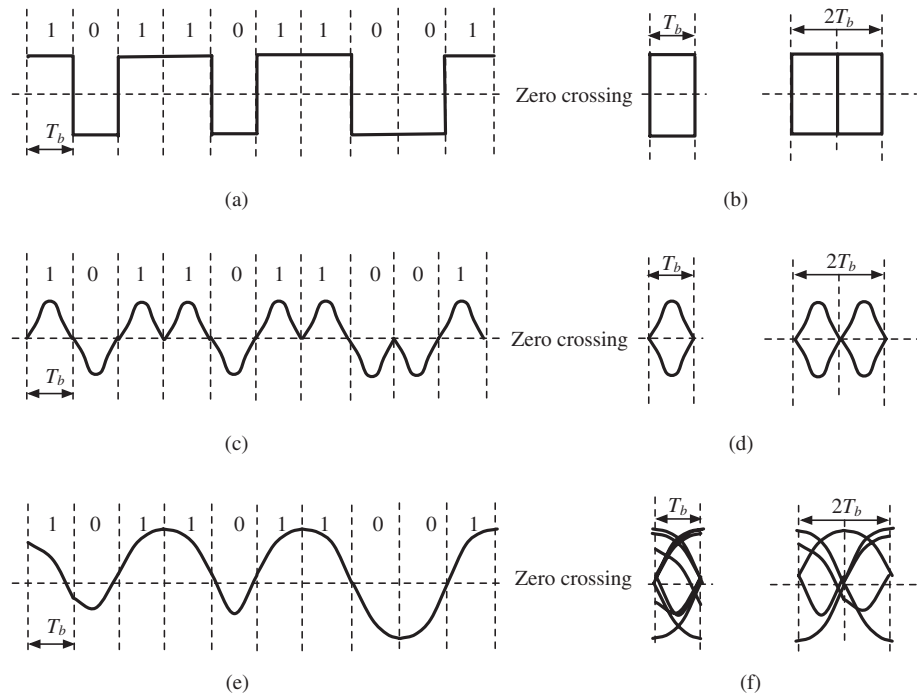 1 0 1 1 0 1 1 0 0 1
T_b
2T_b
Zero crossing
T_b
(a)
(b)
1 0 1 1 0 1 1 0 0 1
T_b
2T_b
Zero crossing
T_b
(c)
(d)
1 0 1 1 0 1 1 0 0 1
T_b
2T_b
Zero crossing
T_b
(e)
(f)